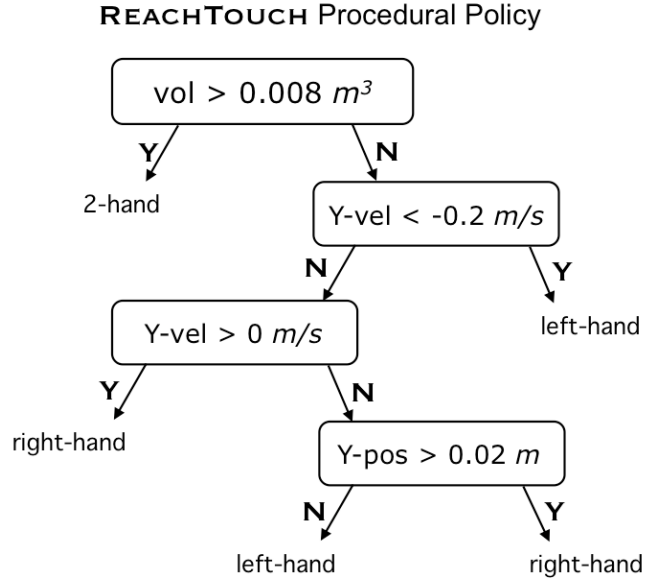 REACHTOUCH Procedural Policy
vol > 0.008 m³
Y
N
2-hand
Y-vel < -0.2 m/s
N
Y
left-hand
Y-vel > 0 m/s
Y
N
right-hand
Y-pos > 0.02 m
N
Y
left-hand
right-hand